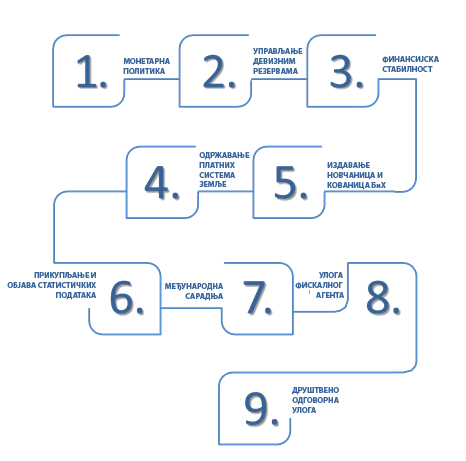 1.
МОНЕТАРНА
ПОЛИТИКА
2.
УПРАВЉАЊЕ
ДЕВИЗНИМ
РЕЗЕРВАМА
3.
ФИНАНСИЈСКА
СТАБИЛНОСТ
4.
ОДРЖАВАЊЕ
ПЛАТНИХ
СИСТЕМА
ЗЕМЉЕ
5.
ИЗДАВАЊЕ
НОВЧАНИЦА И
КОВАНИЦА БиХ
ПРИКУПЉАЊЕ И
ОБЈАВА СТАТИСТИЧКИХ
ПОДАТАКА
6.
МЕЂУНАРОДНА
САРАДЊА
7.
УЛОГА
ФИСКАЛНОГ
АГЕНТА
8.
9.
ДРУШТВЕНО
ОДГОВОРНА
УЛОГА